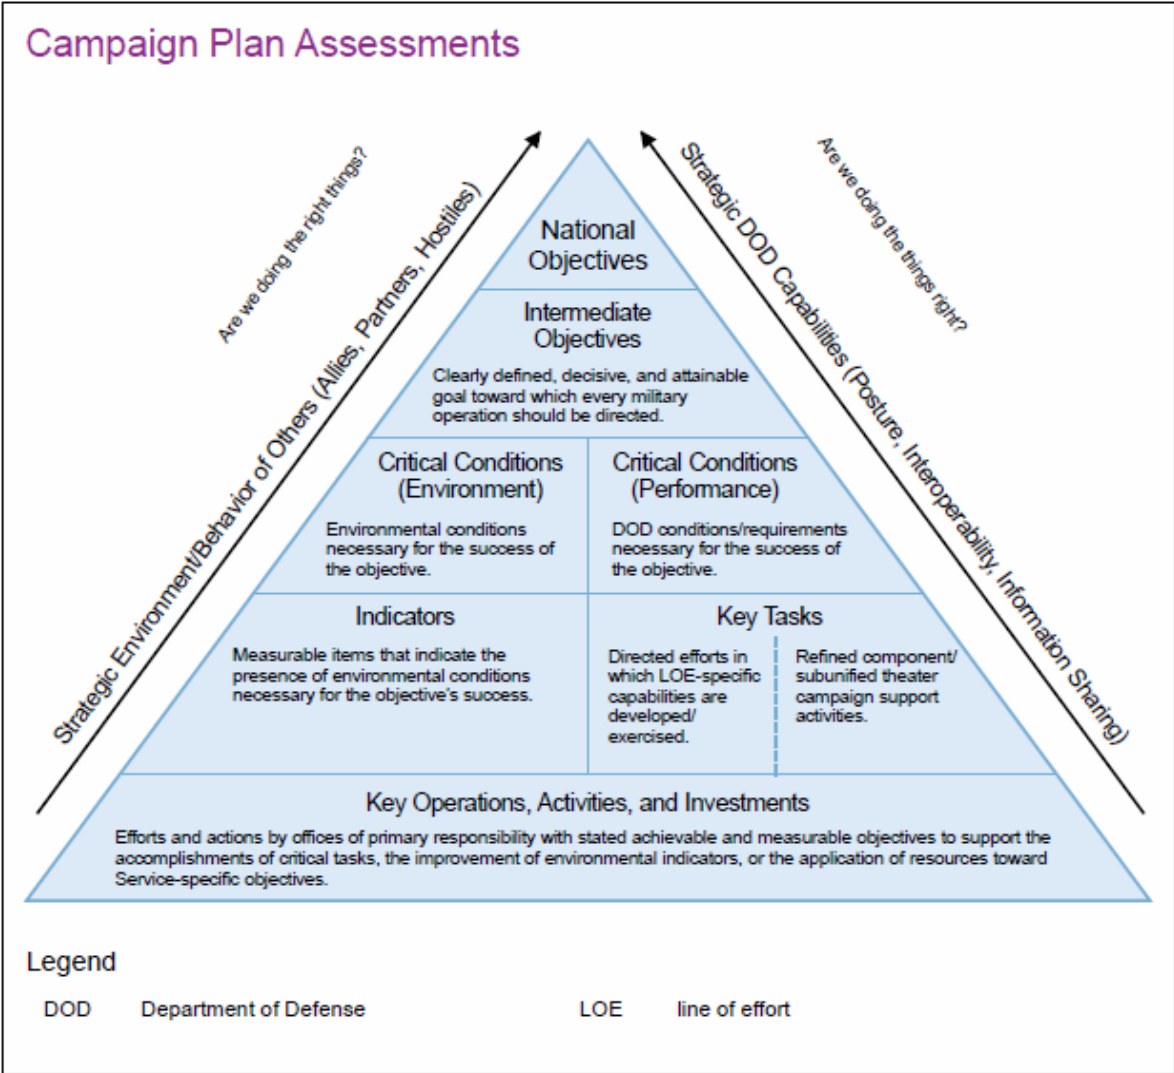 Campaign Plan Assessments
Are we doing the right things?
Strategic Environment/Behavior of Others (Allies, Partners, Hostiles)
Strategic DOD Capabilities (Posture, Interoperability, Information Sharing)
Are we doing the things right?
National
Objectives
Intermediate
Objectives
Clearly defined, decisive, and attainable
goal toward which every military
operation should be directed.
Critical Conditions
(Environment)
Environmental conditions
necessary for the success of
the objective.
Critical Conditions
(Performance)
DOD conditions/requirements
necessary for the success of
the objective.
Indicators
Measurable items that indicate the
presence of environmental conditions
necessary for the objective's success.
Key Tasks
Directed efforts in
which LOE-specific
capabilities are
developed/
exercised.
Refined component/
subunified theater
campaign support
activities.
Key Operations, Activities, and Investments
Efforts and actions by offices of primary responsibility with stated achievable and measurable objectives to support the
accomplishments of critical tasks, the improvement of environmental indicators, or the application of resources toward
Service-specific objectives.
Legend
DOD Department of Defense
LOE line of effort